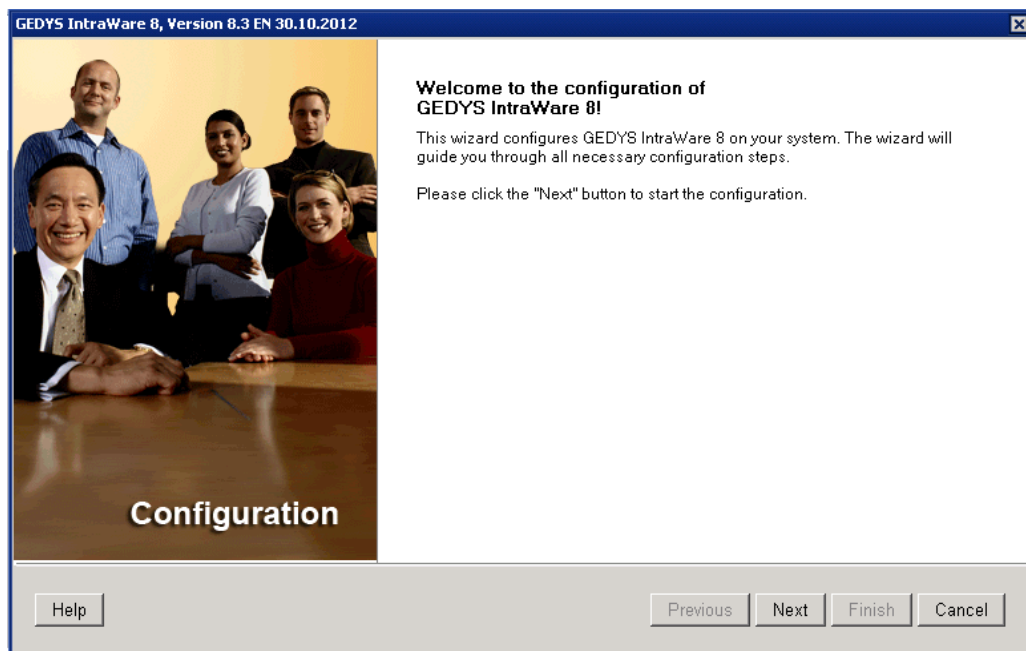 GEDYS IntraWare 8, Version 8.3 EN 30.10.2012
Welcome to the configuration of
GEDYS IntraWare 8!
This wizard configures GEDYS IntraWare 8 on your system. The wizard will
guide you through all necessary configuration steps.
Please click the "Next" button to start the configuration.
Configuration
Help
Previous
Next
Finish
Cancel